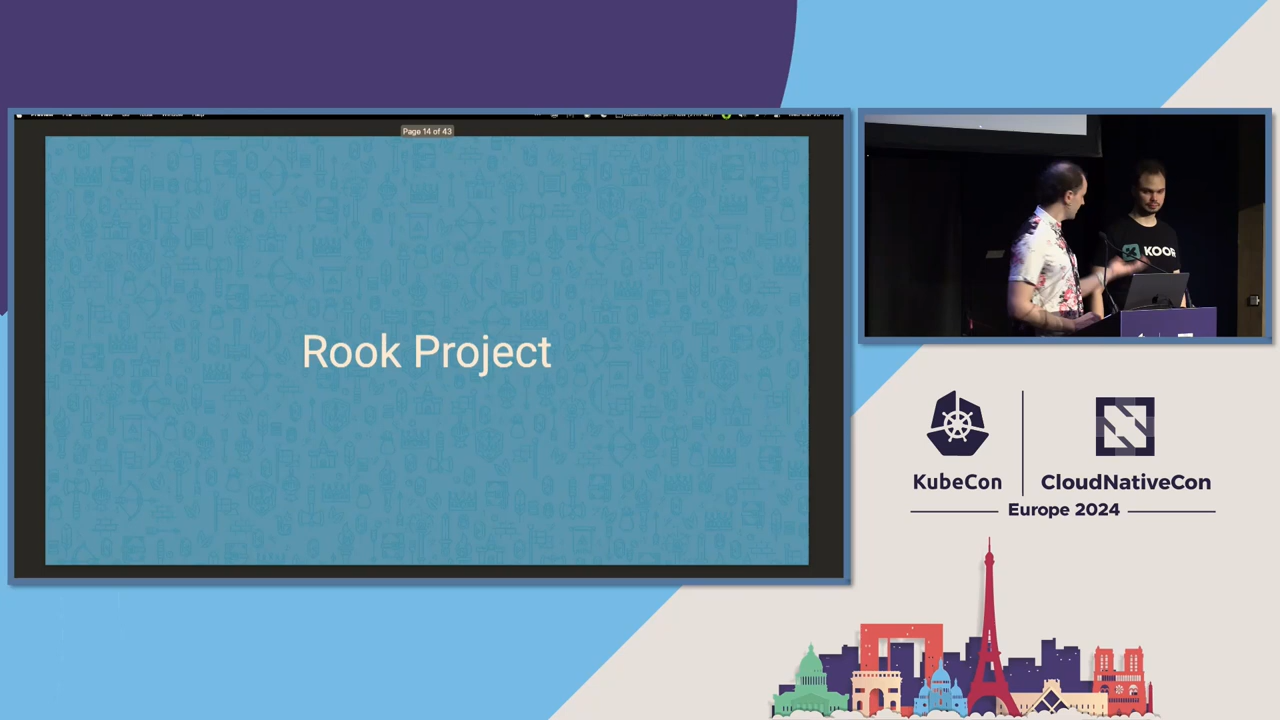 Page 14 of 43
Rook Project
KOOR
KubeCon
CloudNativeCon
Europe 2024